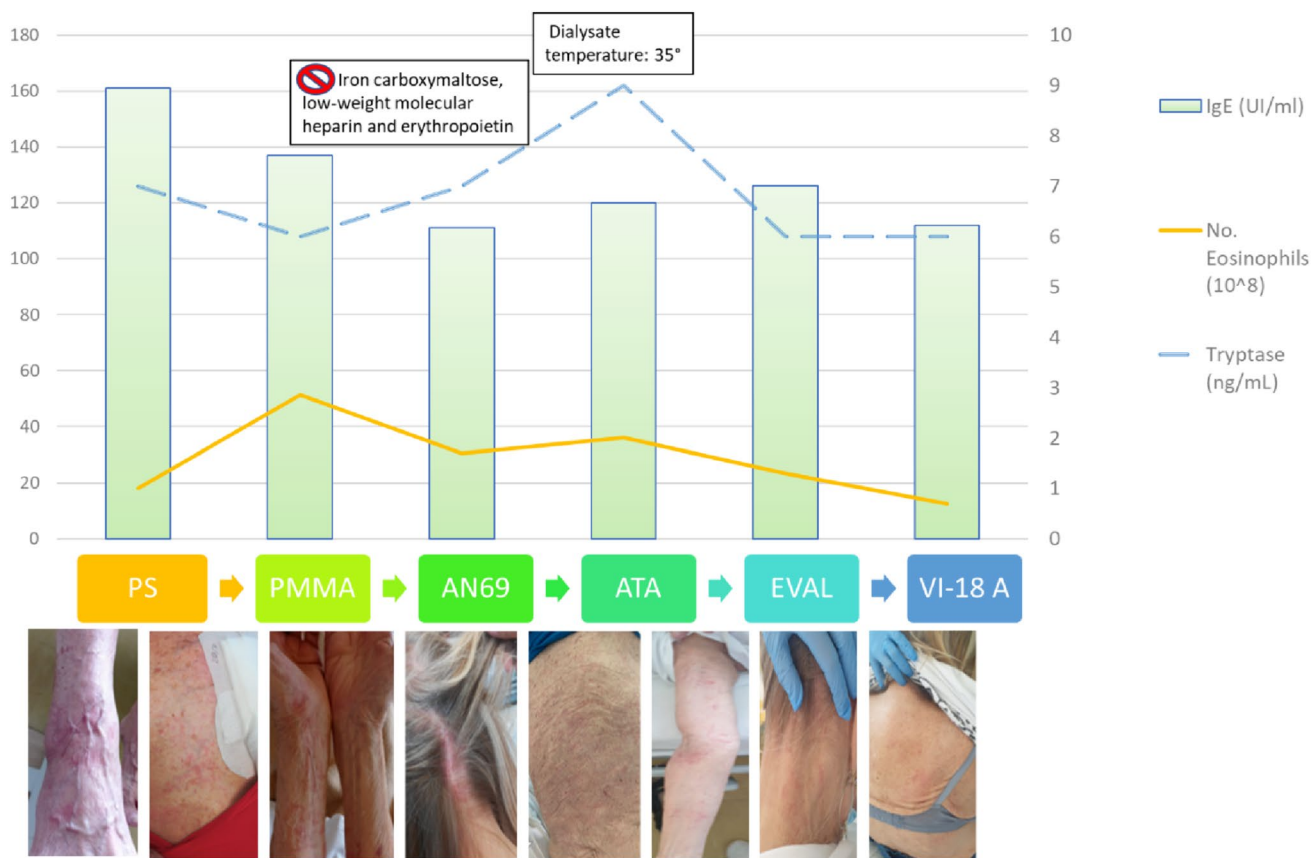 180
160
140
120
100
80
60
40
20
0
Iron carboxymaltose,
low-weight molecular
heparin and erythropoietin
Dialysate
temperature: 35°
10
9
8
7
6
5
4
3
2
1
0
IgE (UI/ml)
No.
Eosinophils
(10^8)
Tryptase
(ng/mL)
PS
PMMA
AN69
ATA
EVAL
VI-18 A